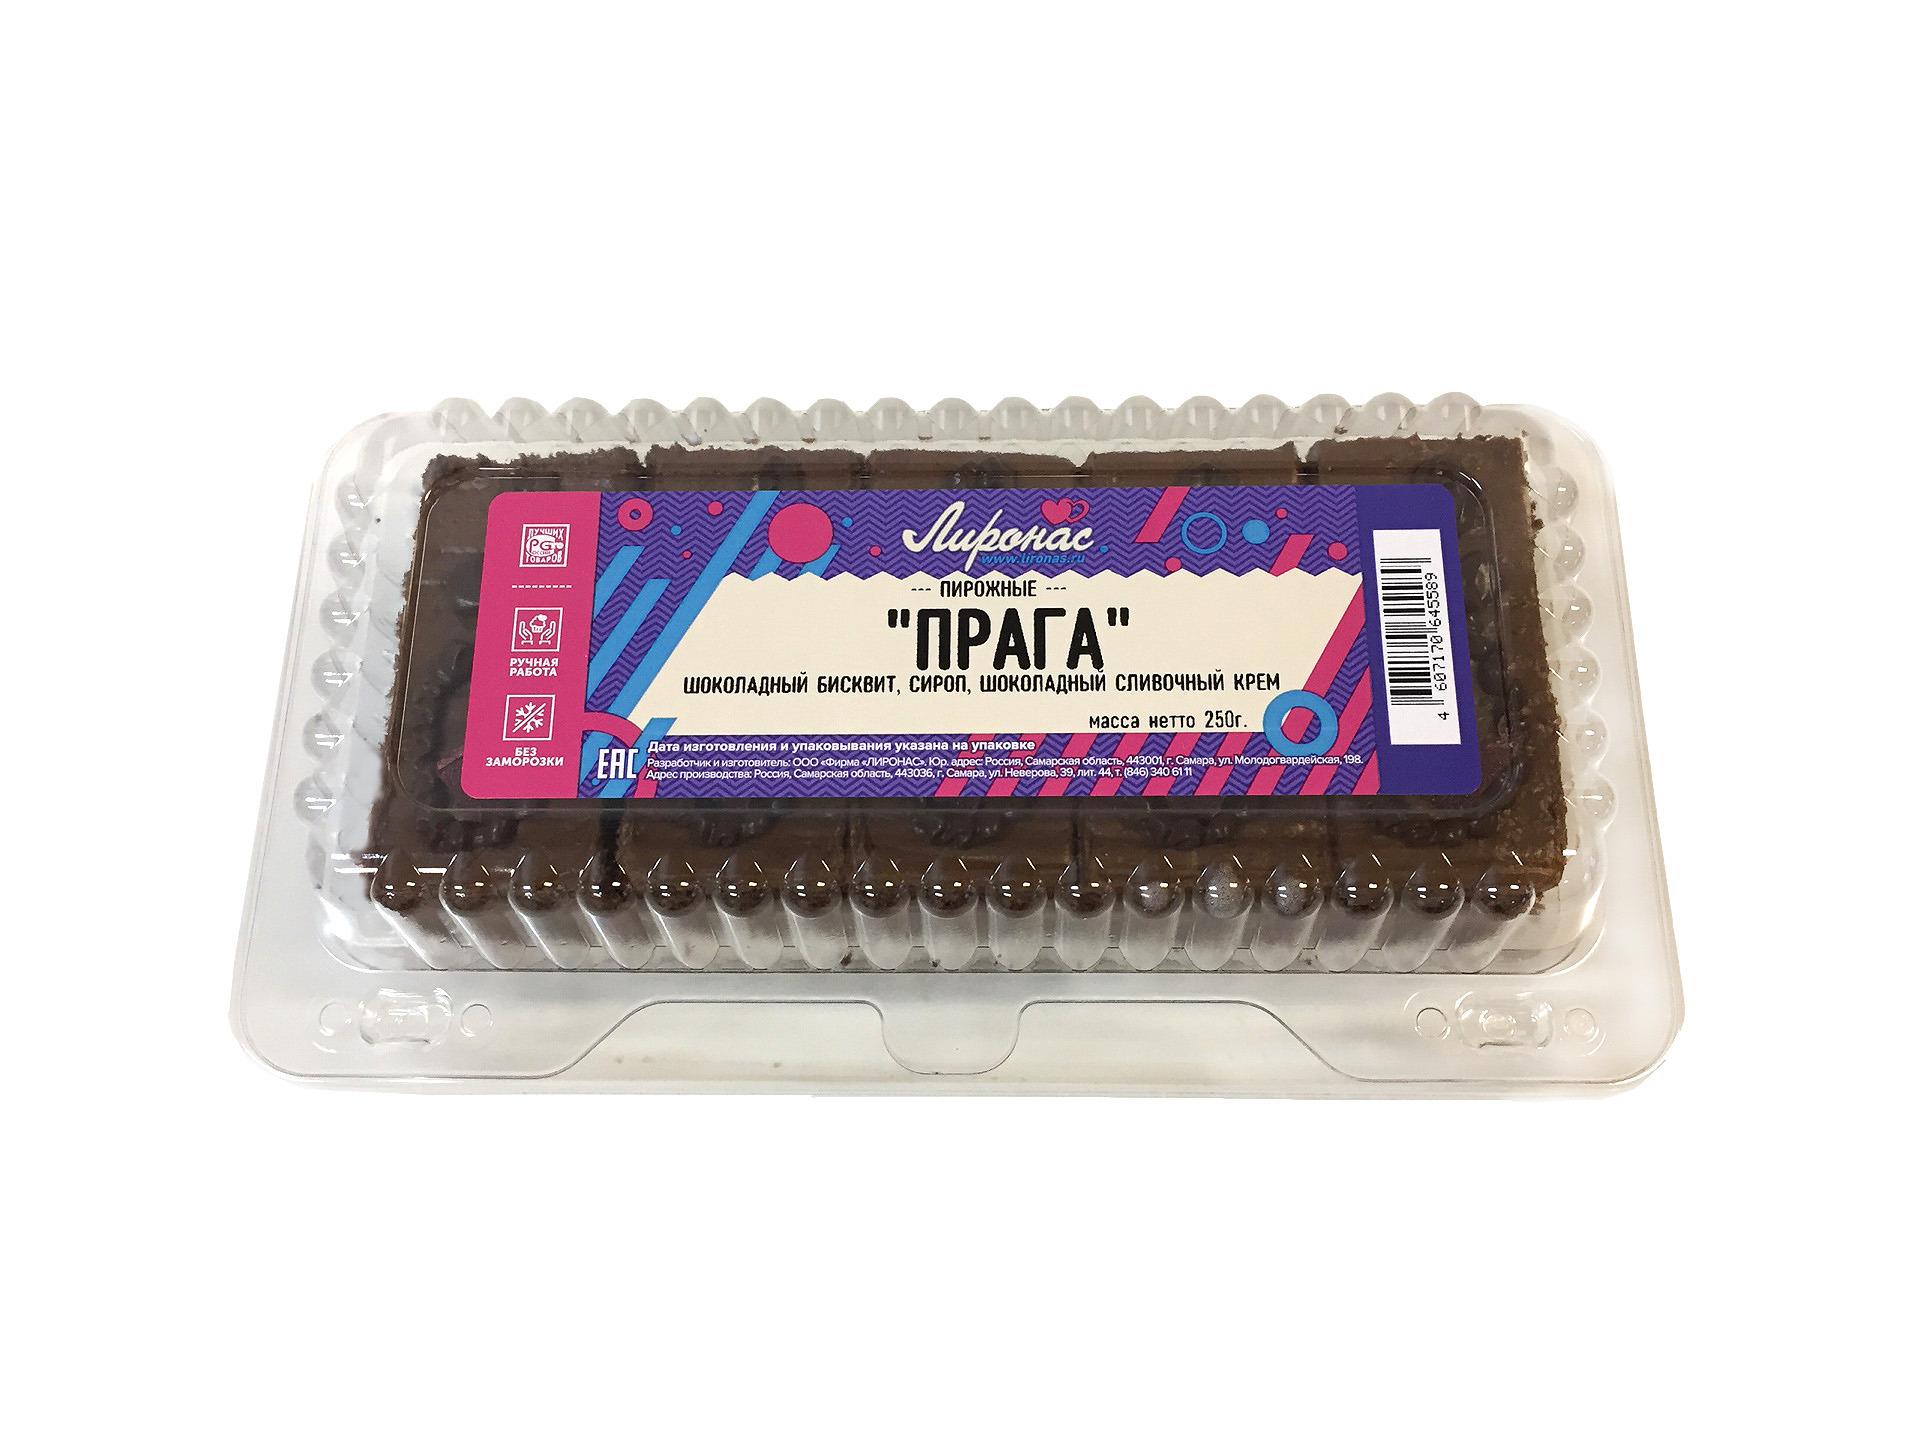 Лиронас
www.lironas.ru
--- ПИРОЖНЫЕ ---
"ПРАГА"
ШОКОЛАДНЫЙ БИСКВИТ, СИРОП, ШОКОЛАДНЫЙ СЛИВОЧНЫЙ КРЕМ
масса нетто 250г.
ЛУЧШИХ
ТОВАРОВ
РУЧНАЯ
РАБОТА
БЕЗ
ЗАМОРОЗКИ
ЕАС
Дата изготовления и упаковывания указана на упаковке
Разработчик и изготовитель: ООО «Фирма «ЛИРОНАС». Юр. адрес: Россия, Самарская область, 443001, г. Самара, ул. Молодогвардейская, 198.
Адрес производства: Россия, Самарская область, 443036, г. Самара, ул. Неверова, 39, лит. 44, т. (846) 340 61 11
4 607170 645589